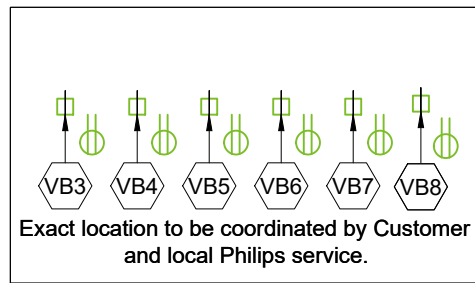 VB3 VB4 VB5 VB6 VB7 VB8
Exact location to be coordinated by Customer
and local Philips service.